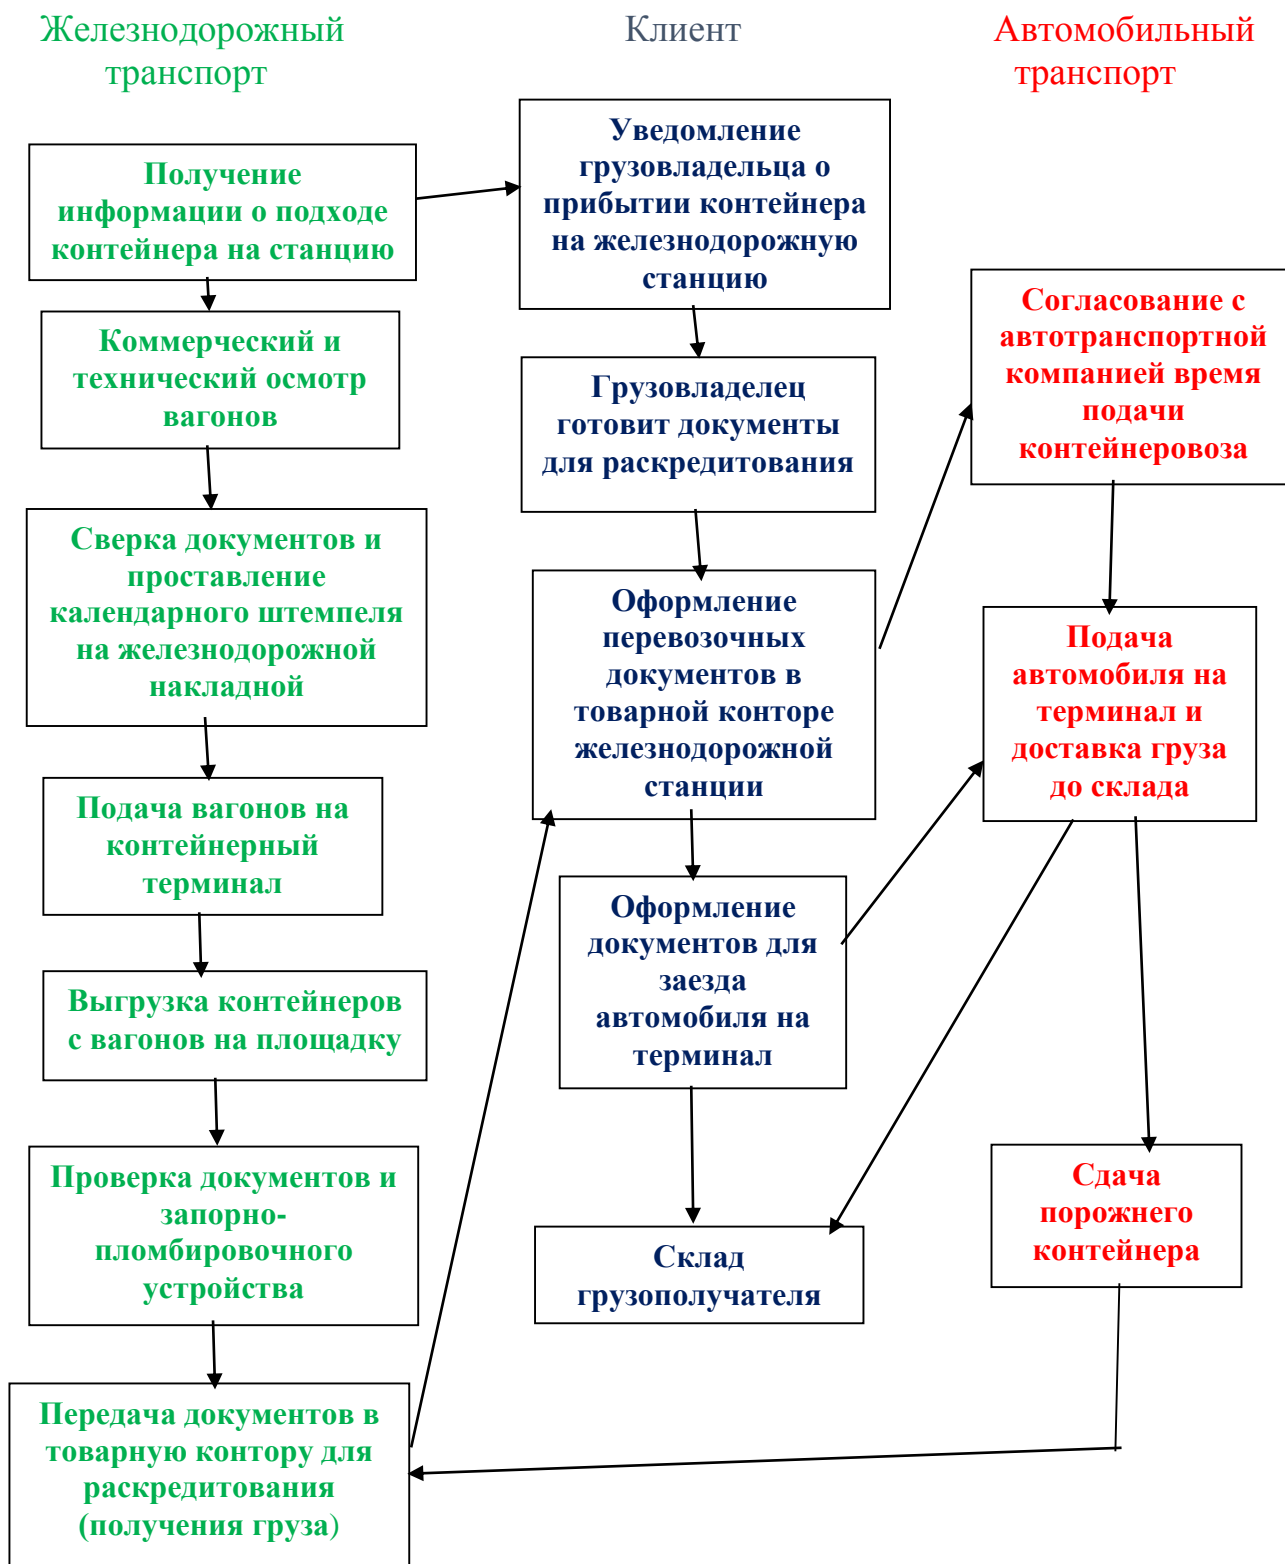 Железнодорожный
транспорт
Клиент
Автомобильный
транспорт
Получение
информации о подходе
контейнера на станцию
Коммерческий и
технический осмотр
вагонов
Сверка документов и
проставление
календарного штемпеля
на железнодорожной
накладной
Подача вагонов на
контейнерный
терминал
Выгрузка контейнеров
с вагонов на площадку
Проверка документов и
запорно-
пломбировочного
устройства
Передача документов в
товарную контору для
раскредитования
(получения груза)
Уведомление
грузовладельца о
прибытии контейнера
на железнодорожную
станцию
Грузовладелец
готовит документы
для раскредитования
Оформление
перевозочных
документов в
товарной конторе
железнодорожной
станции
Оформление
документов для
заезда
автомобиля на
терминал
Склад
грузополучателя
Согласование с
автотранспортной
компанией время
подачи
контейнеровоза
Подача
автомобиля на
терминал и
доставка груза
до склада
Сдача
порожнего
контейнера